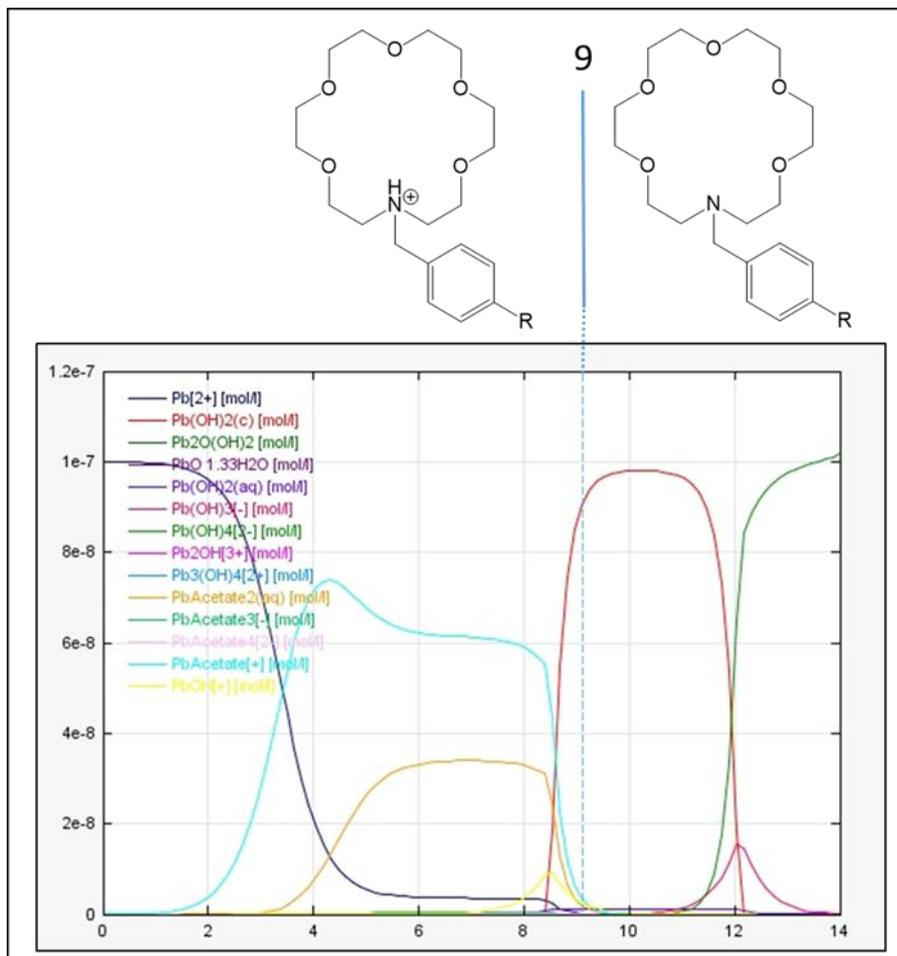 O 9 O
O O O O
O O O O
H
N⊕ N
R R
1.2e-7
1e-7
8e-8
6e-8
4e-8
2e-8
0
Pb[2+] [mol/l]
Pb(OH)2(c) [mol/l]
Pb2O(OH)2 [mol/l]
PbO 1.33H2O [mol/l]
Pb(OH)2(aq) [mol/l]
Pb(OH)3[-] [mol/l]
Pb(OH)4[2-] [mol/l]
Pb2OH[3+] [mol/l]
Pb3(OH)4[2+] [mol/l]
PbAcetate2(aq) [mol/l]
PbAcetate3[-] [mol/l]
PbAcetate4[2-] [mol/l]
PbAcetate[+] [mol/l]
PbOH[+] [mol/l]
0 2 4 6 8 10 12 14